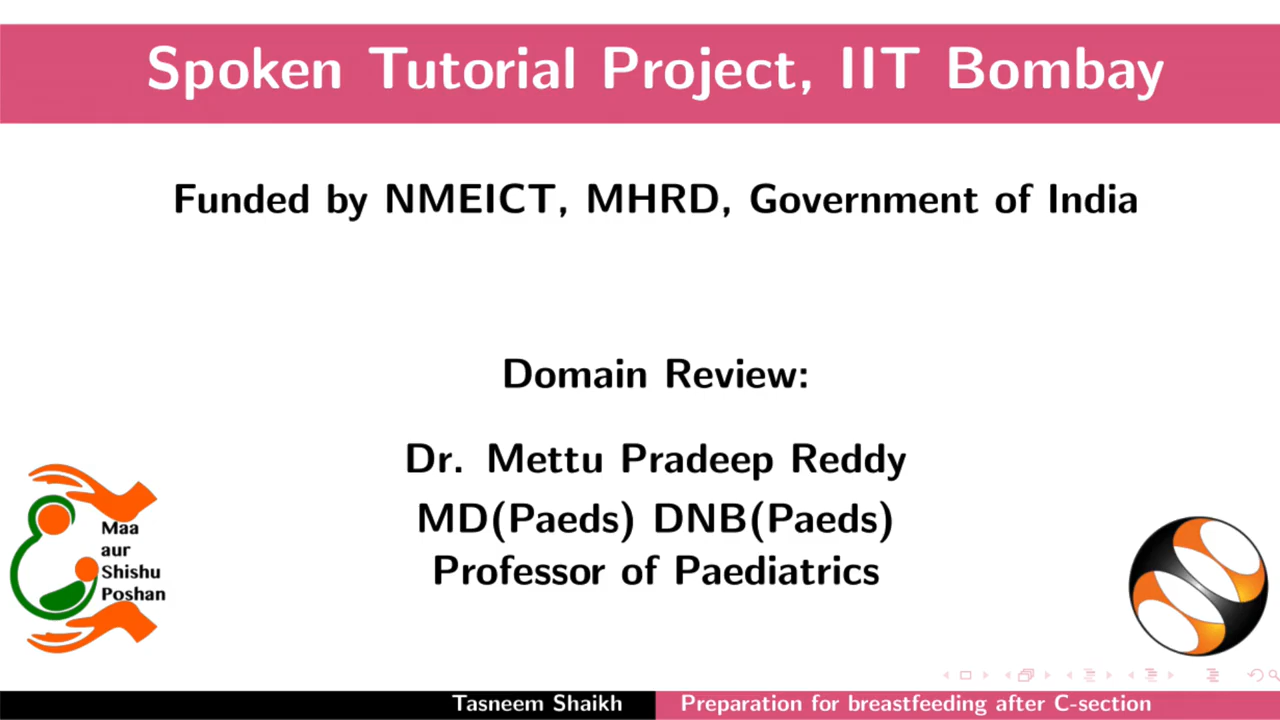 Spoken Tutorial Project, IIT Bombay
Funded by NMEICT, MHRD, Government of India
Domain Review:
Dr. Mettu Pradeep Reddy
MD(Paeds) DNB(Paeds)
Professor of Paediatrics
Maa
aur
Shishu
Poshan
Tasneem Shaikh
Preparation for breastfeeding after C-section